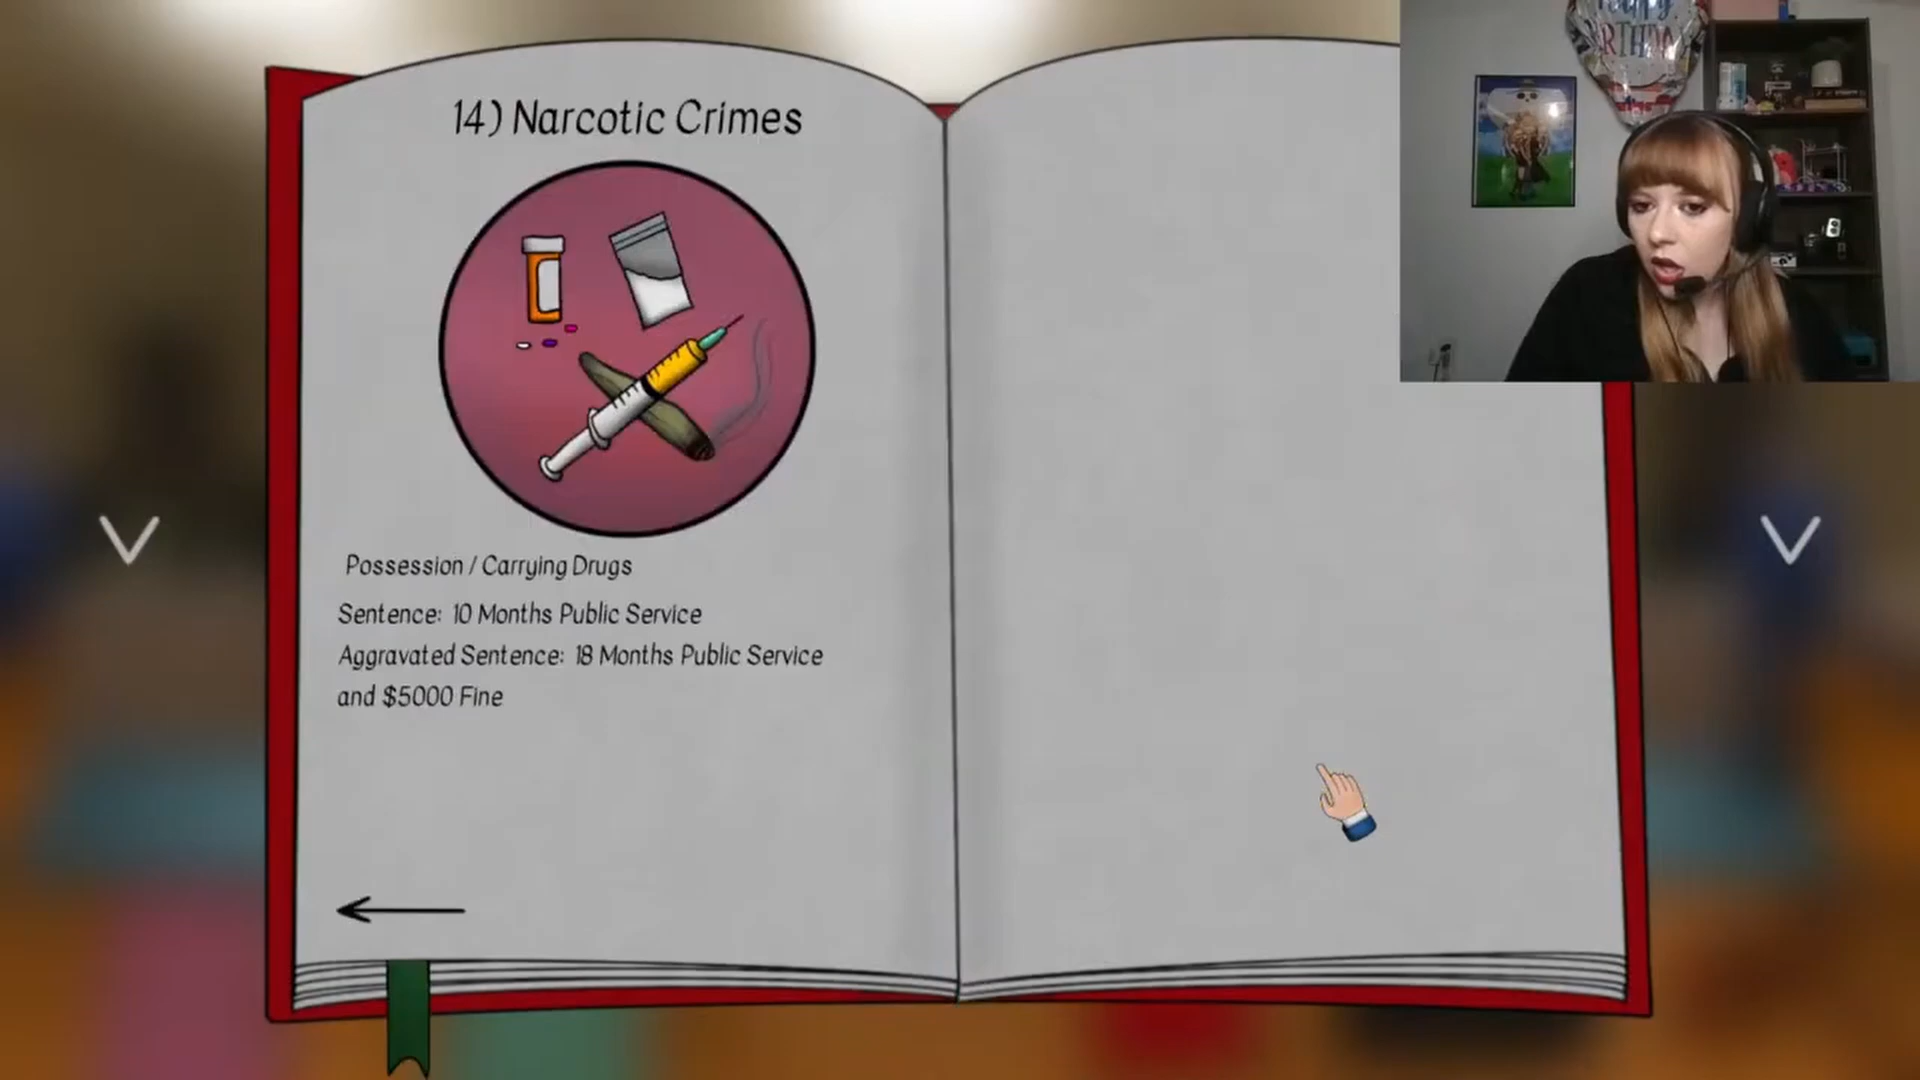 14) Narcotic Crimes
Possession / Carrying Drugs
Sentence: 10 Months Public Service
Aggravated Sentence: 18 Months Public Service
and $5000 Fine